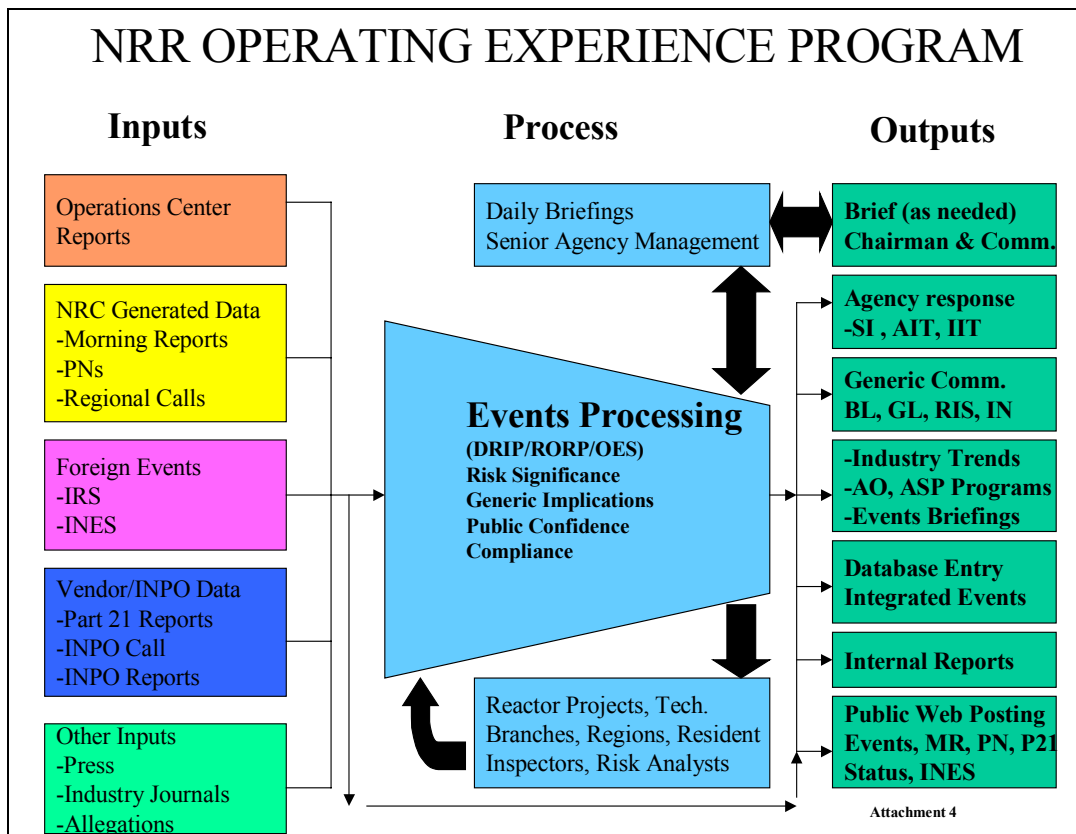 NRR OPERATING EXPERIENCE PROGRAM
Inputs
Process
Outputs
Operations Center
Reports
NRC Generated Data
-Morning Reports
-PNs
-Regional Calls
Foreign Events
-IRS
-INES
Vendor/INPO Data
-Part 21 Reports
-INPO Call
-INPO Reports
Other Inputs
-Press
-Industry Journals
-Allegations
Daily Briefings
Senior Agency Management
Events Processing
(DRIP/RORP/OES)
Risk Significance
Generic Implications
Public Confidence
Compliance
Reactor Projects, Tech.
Branches, Regions, Resident
Inspectors, Risk Analysts
Brief (as needed)
Chairman & Comm.
Agency response
-SI , AIT, IIT
Generic Comm.
BL, GL, RIS, IN
-Industry Trends
-AO, ASP Programs
-Events Briefings
Database Entry
Integrated Events
Internal Reports
Public Web Posting
Events, MR, PN, P21
Status, INES
Attachment 4